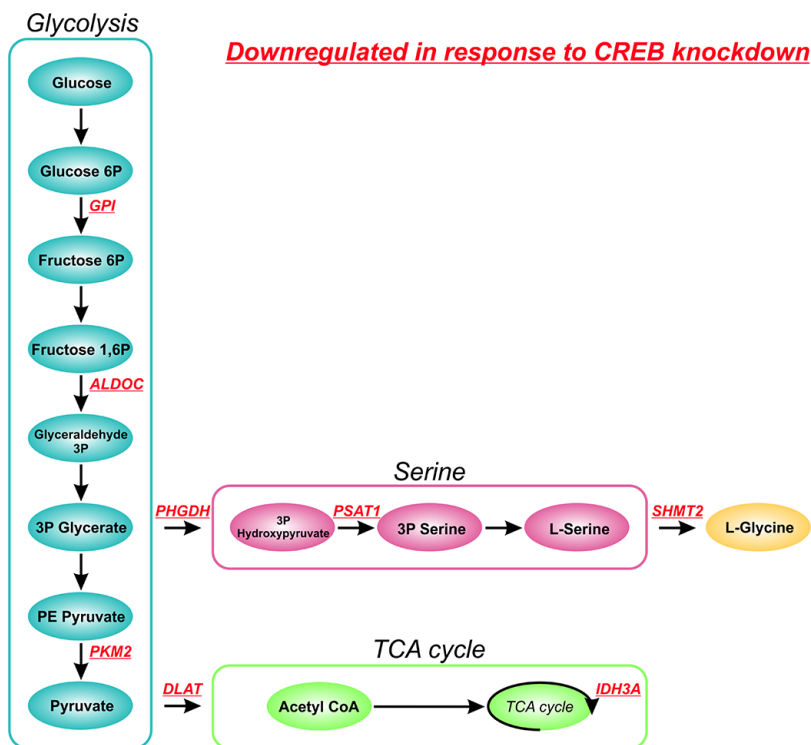 Glycolysis
Downregulated in response to CREB knockdown
Glucose
Glucose 6P
GPI
Fructose 6P
Fructose 1,6P
ALDOC
Glyceraldehyde
3P
Serine
3P Glycerate
PHGDH
3P
Hydroxypyruvate
PSAT1
3P Serine
L-Serine
SHMT2
L-Glycine
PE Pyruvate
PKM2
TCA cycle
Pyruvate
DLAT
Acetyl CoA
TCA cycle
IDH3A